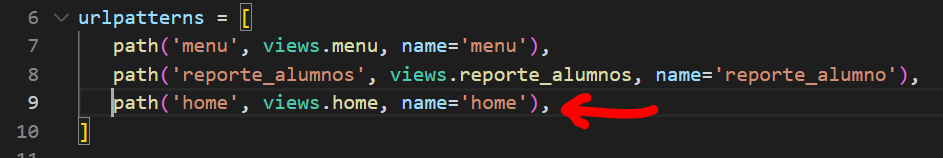 6 urlpatterns = [
7 path('menu', views.menu, name='menu'),
8 path('reporte_alumnos', views.reporte_alumnos, name='reporte_alumno'),
9 path('home', views.home, name='home'),
10 ]